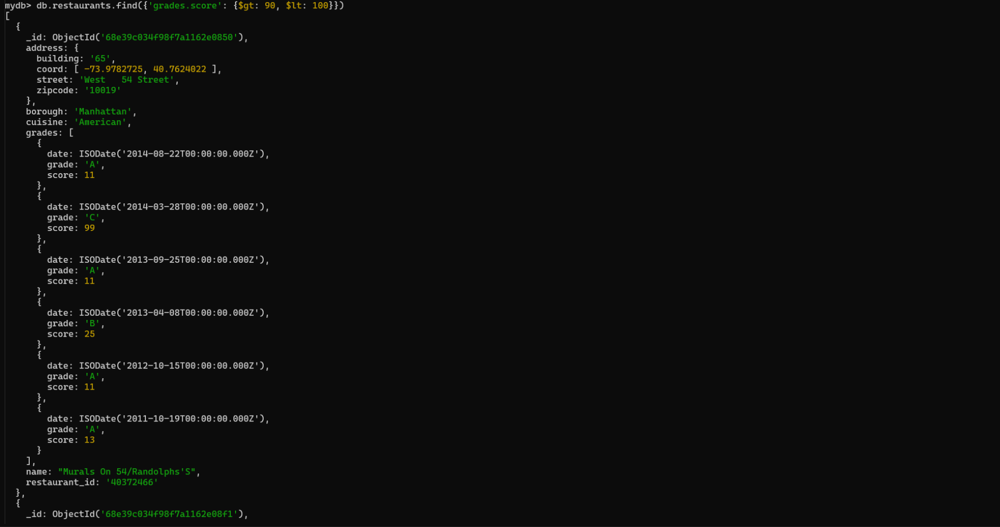 mydb> db.restaurants.find({'grades.score': {$gt: 90, $lt: 100}})
[
  {
    _id: ObjectId('68e39c034f98f7a1162e0850'),
    address: {
      building: '65',
      coord: [ -73.9782725, 40.7624022 ],
      street: 'West   54 Street',
      zipcode: '10019'
    },
    borough: 'Manhattan',
    cuisine: 'American',
    grades: [
      {
        date: ISODate('2014-08-22T00:00:00.000Z'),
        grade: 'A',
        score: 11
      },
      {
        date: ISODate('2014-03-28T00:00:00.000Z'),
        grade: 'C',
        score: 99
      },
      {
        date: ISODate('2013-09-25T00:00:00.000Z'),
        grade: 'A',
        score: 11
      },
      {
        date: ISODate('2013-04-08T00:00:00.000Z'),
        grade: 'B',
        score: 25
      },
      {
        date: ISODate('2012-10-15T00:00:00.000Z'),
        grade: 'A',
        score: 11
      },
      {
        date: ISODate('2011-10-19T00:00:00.000Z'),
        grade: 'A',
        score: 13
      }
    ],
    name: "Murals On 54/Randolphs'S",
    restaurant_id: '40372466'
  },
  {
    _id: ObjectId('68e39c034f98f7a1162e08f1'),